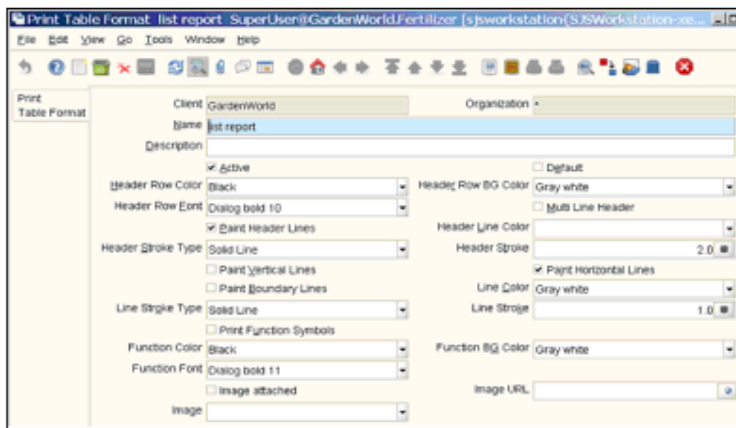 Print Table Format list report SuperUser@GardenWorld.Fertilizer [sjsworkstation{SJSWorkstation-xe...
File Edit View Go Tools Window Help
Print
Table Format
Client GardenWorld Organization *
Name list report
Description
Active Default
Header Row Color Black Header Row BG Color Gray white
Header Row Font Dialog bold 10 Multi Line Header
Paint Header Lines Header Line Color
Header Stroke Type Solid Line Header Stroke 2.0
Paint Vertical Lines Paint Horizontal Lines
Paint Boundary Lines Line Color Gray white
Line Stroke Type Solid Line Line Stroke 1.0
Print Function Symbols
Function Color Black Function BG Color Gray white
Function Font Dialog bold 11
Image attached Image URL
Image